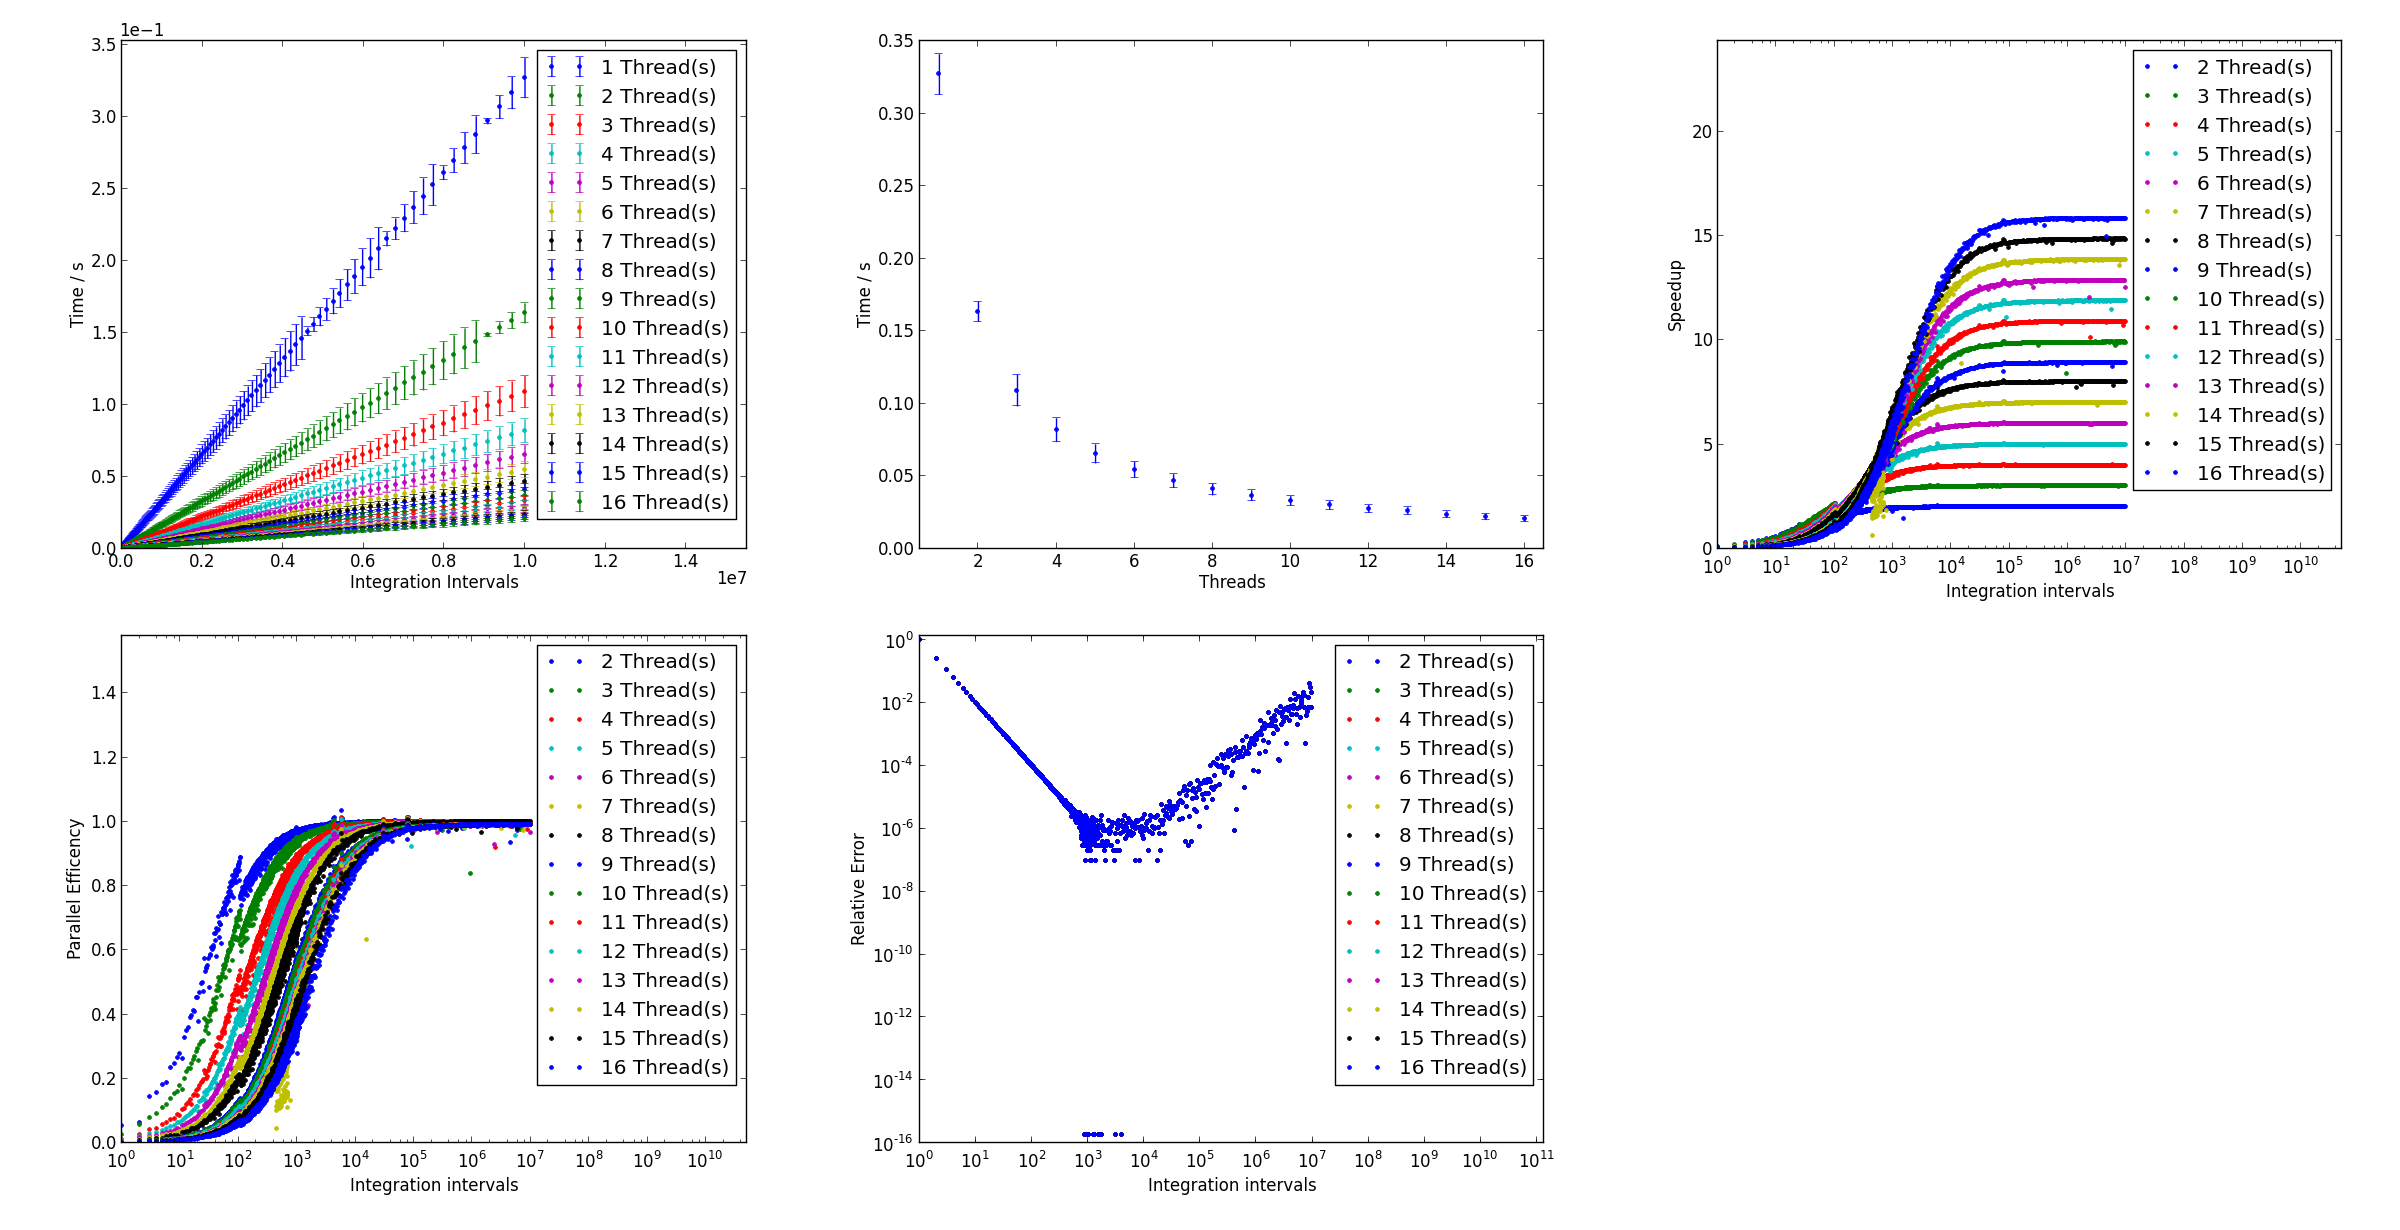 1e−1
3.5
3.0
2.5
2.0
1.5
1.0
0.5
0.0
Time / s
0.0 0.2 0.4 0.6 0.8 1.0 1.2 1.4
1e7
Integration Intervals
1 Thread(s)
2 Thread(s)
3 Thread(s)
4 Thread(s)
5 Thread(s)
6 Thread(s)
7 Thread(s)
8 Thread(s)
9 Thread(s)
10 Thread(s)
11 Thread(s)
12 Thread(s)
13 Thread(s)
14 Thread(s)
15 Thread(s)
16 Thread(s)
0.35
0.30
0.25
0.20
0.15
0.10
0.05
0.00
Time / s
2 4 6 8 10 12 14 16
Threads
20
15
10
5
0
Speedup
10^0 10^1 10^2 10^3 10^4 10^5 10^6 10^7 10^8 10^9 10^10
Integration intervals
2 Thread(s)
3 Thread(s)
4 Thread(s)
5 Thread(s)
6 Thread(s)
7 Thread(s)
8 Thread(s)
9 Thread(s)
10 Thread(s)
11 Thread(s)
12 Thread(s)
13 Thread(s)
14 Thread(s)
15 Thread(s)
16 Thread(s)
1.4
1.2
1.0
0.8
0.6
0.4
0.2
0.0
Parallel Efficency
10^0 10^1 10^2 10^3 10^4 10^5 10^6 10^7 10^8 10^9 10^10
Integration intervals
2 Thread(s)
3 Thread(s)
4 Thread(s)
5 Thread(s)
6 Thread(s)
7 Thread(s)
8 Thread(s)
9 Thread(s)
10 Thread(s)
11 Thread(s)
12 Thread(s)
13 Thread(s)
14 Thread(s)
15 Thread(s)
16 Thread(s)
10^0
10^-2
10^-4
10^-6
10^-8
10^-10
10^-12
10^-14
10^-16
Relative Error
10^0 10^1 10^2 10^3 10^4 10^5 10^6 10^7 10^8 10^9 10^10 10^11
Integration intervals
2 Thread(s)
3 Thread(s)
4 Thread(s)
5 Thread(s)
6 Thread(s)
7 Thread(s)
8 Thread(s)
9 Thread(s)
10 Thread(s)
11 Thread(s)
12 Thread(s)
13 Thread(s)
14 Thread(s)
15 Thread(s)
16 Thread(s)